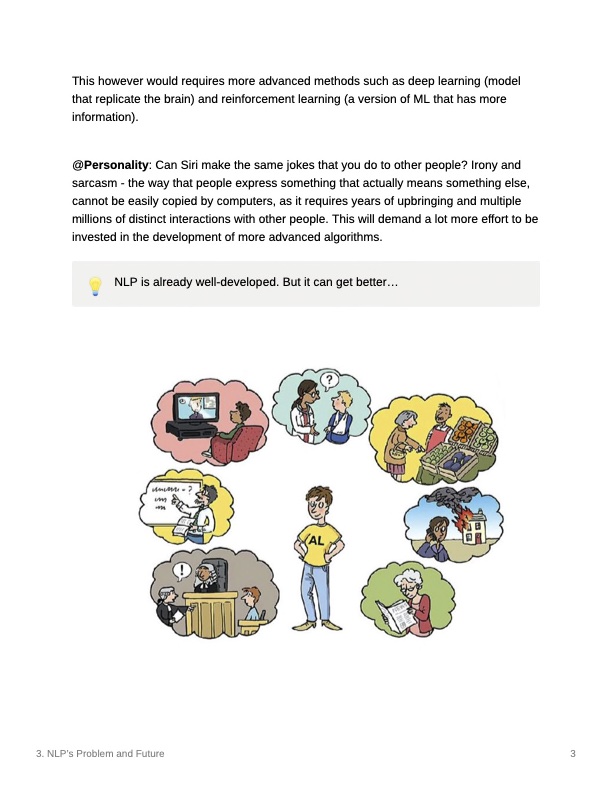 This however would requires more advanced methods such as deep learning (model
that replicate the brain) and reinforcement learning (a version of ML that has more
information).
@Personality: Can Siri make the same jokes that you do to other people? Irony and
sarcasm - the way that people express something that actually means something else,
cannot be easily copied by computers, as it requires years of upbringing and multiple
millions of distinct interactions with other people. This will demand a lot more effort to be
invested in the development of more advanced algorithms.
NLP is already well-developed. But it can get better…
?
?
!
AL
3. NLP's Problem and Future
3